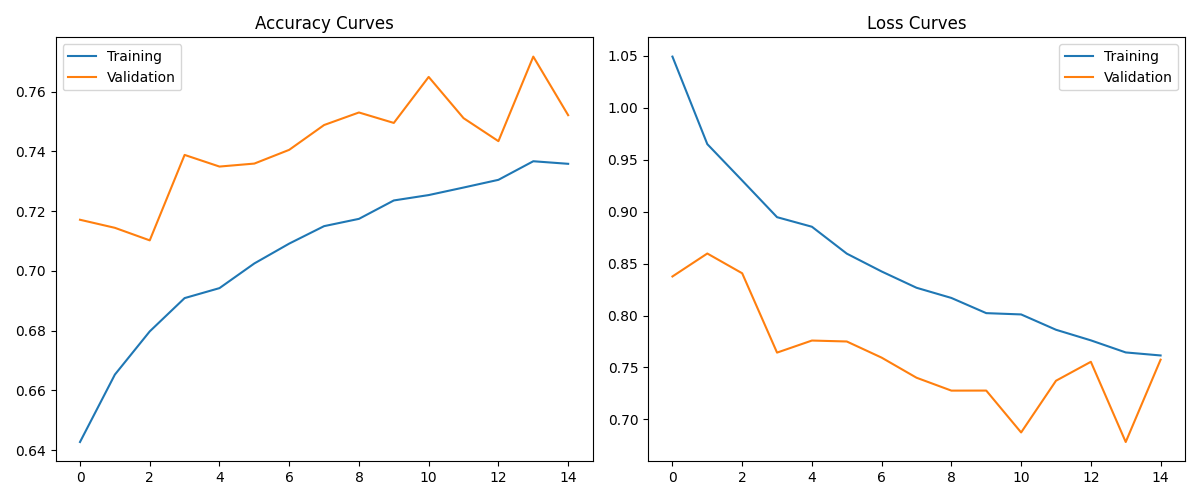 Accuracy Curves
Training
Validation
0.76
0.74
0.72
0.70
0.68
0.66
0.64
0 2 4 6 8 10 12 14
Loss Curves
Training
Validation
1.05
1.00
0.95
0.90
0.85
0.80
0.75
0.70
0 2 4 6 8 10 12 14